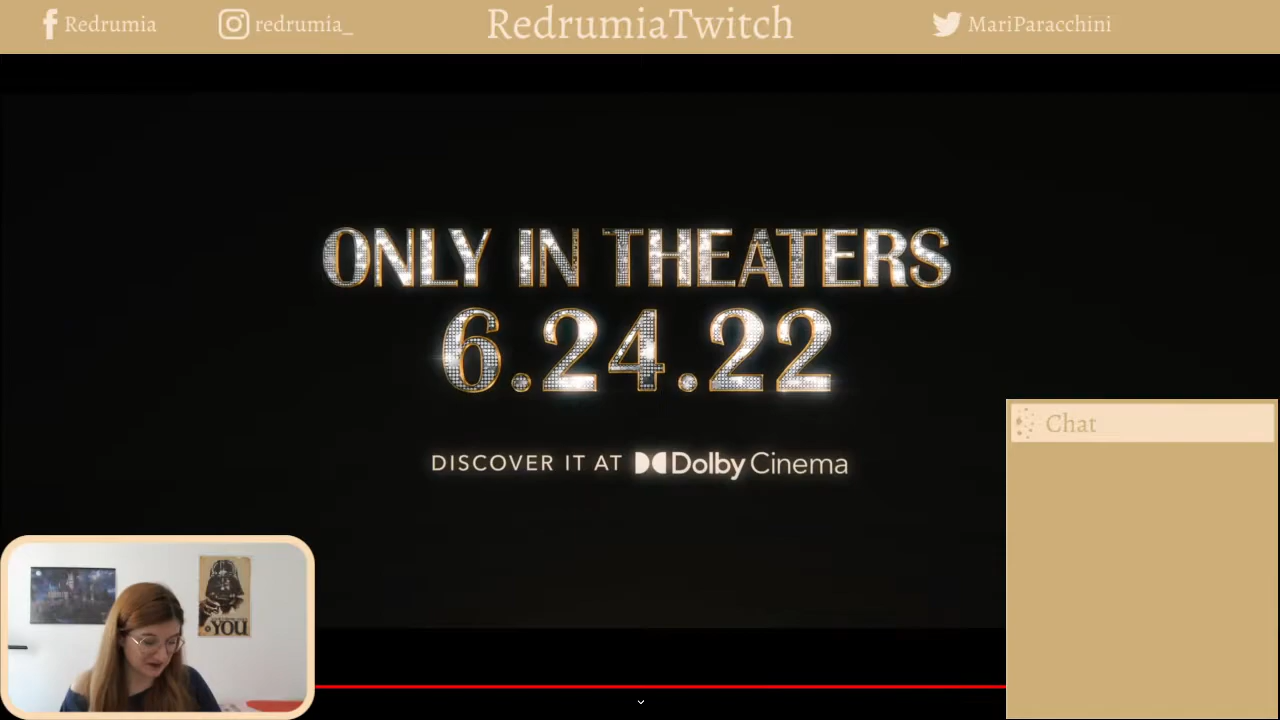 Redrumia
redrumia_
RedrumiaTwitch
MariParacchini
ONLY IN THEATERS
6.24.22
DISCOVER IT AT Dolby Cinema
Chat
YOU